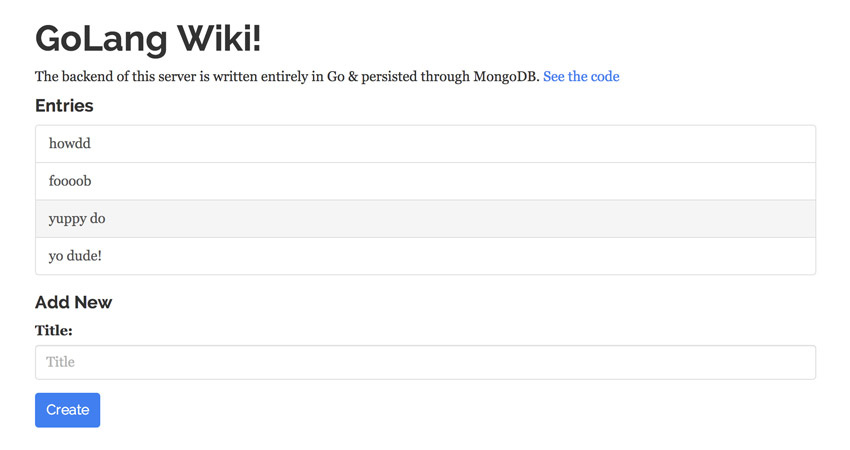 GoLang Wiki!
The backend of this server is written entirely in Go & persisted through MongoDB. See the code
Entries
howdd
foooob
yuppy do
yo dude!
Add New
Title:
Title
Create